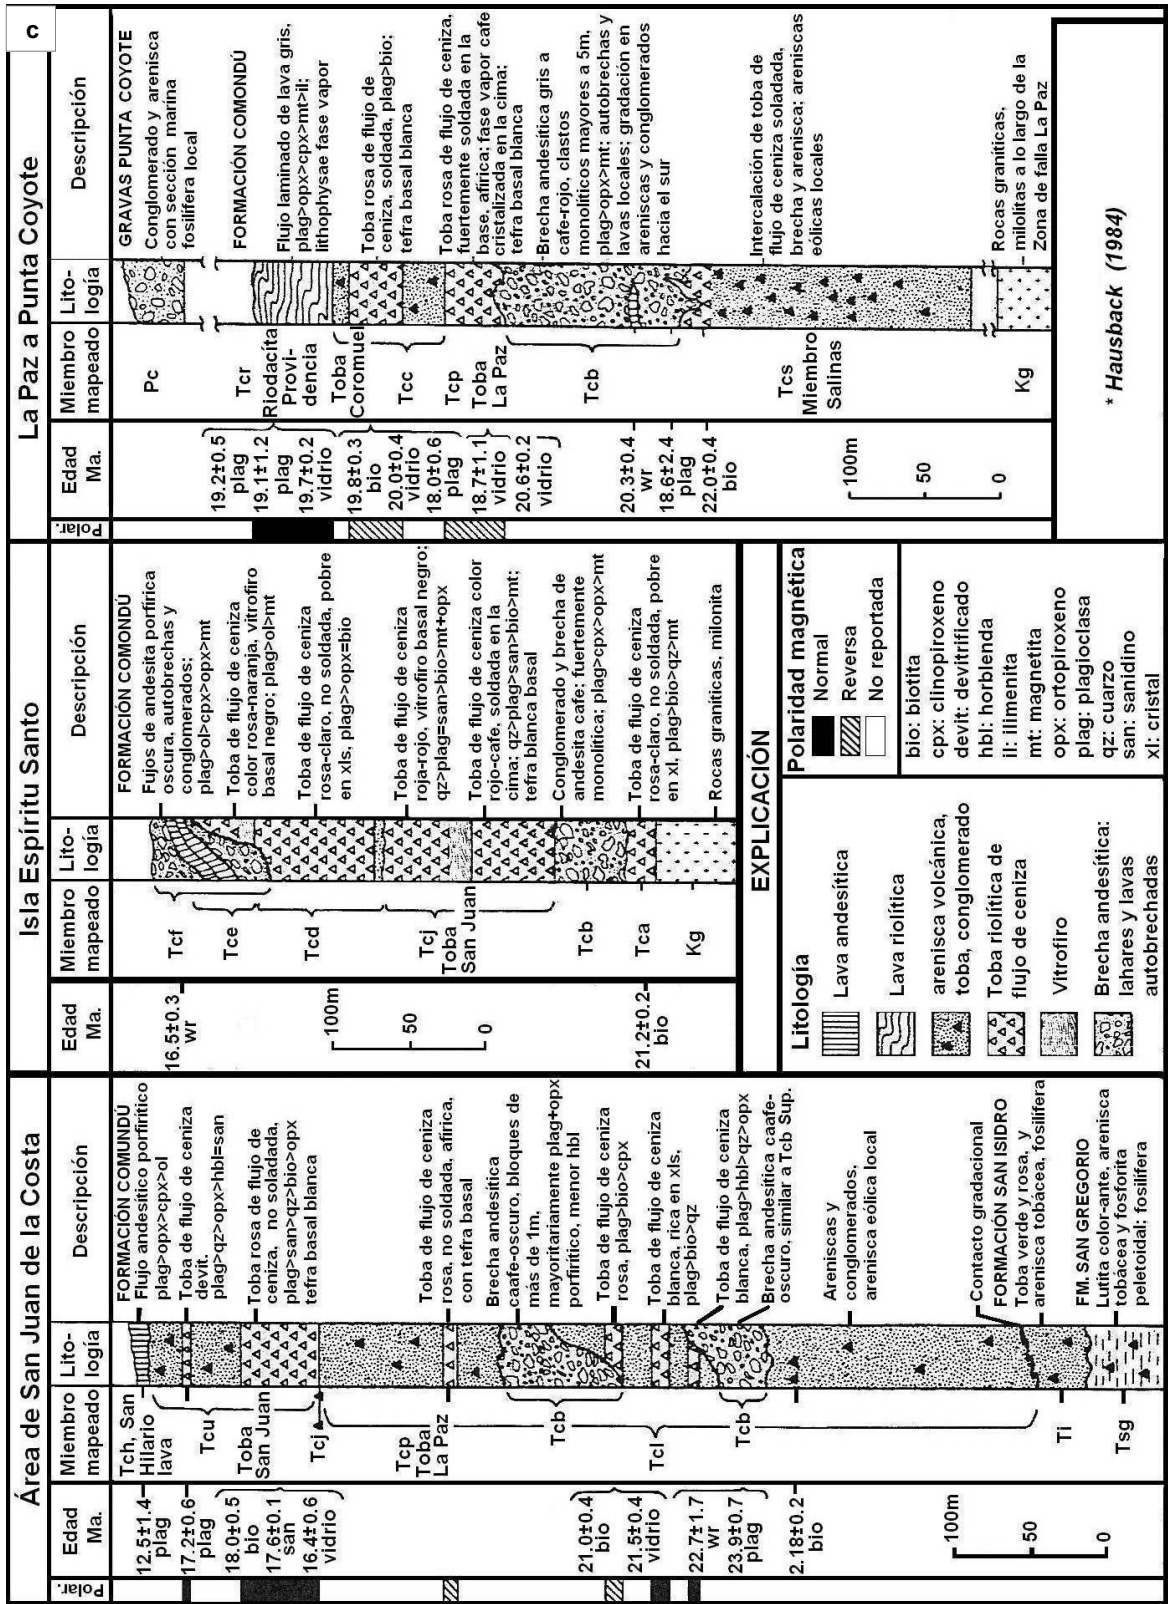 c
Área de San Juan de la Costa
Polar.
Edad
Ma.
Miembro
mapeado
Lito-
logía
Descripción
12.5±1.4
plag
17.2±0.6
plag
18.0±0.5
bio
17.6±0.1
san
16.4±0.6
vidrio
21.0±0.4
bio
21.5±0.4
vidrio
22.7±1.7
wr
23.9±0.7
plag
2.18±0.2
bio
100m
50
0
Tch, San
Hilario
lava
Tcu
Toba
San Juan
Tcj
Tcp
Toba
La Paz
Tcb
Tcl
Tcb
Ti
Tsg
FORMACIÓN COMUNDÚ
Flujo andesítico porfirítico
plag>opx>cpx>ol
Toba de flujo de ceniza
devit.
plag>qz>opx>hbl=san
Toba rosa de flujo de
ceniza. no soladada,
plag>san>qz>bio>opx
tefra basal blanca
Toba de flujo de ceniza
rosa, no soldada, afirica,
con tefra basal
Brecha andesítica
caafe-oscuro, bloques de
más de 1m,
mayoritariamente plag+opx
porfirítico, menor hbl
Toba de flujo de ceniza
rosa, plag>bio>cpx
Toba de flujo de ceniza
blanca, rica en xls,
plag>bio>qz
Toba de flujo de ceniza
blanca, plag>hbl>qz>opx
Brecha andesítica caafe-
oscuro, similar a Tcb Sup.
Areniscas y
conglomerados,
arenisca eólica local
Contacto gradacional
FORMACIÓN SAN ISIDRO
Toba verde y rosa, y
arenisca tobácea, fosilífera
FM. SAN GREGORIO
Lutita color-ante, arenisca
tobácea y fosforita
peletoidal; fosilifera
Isla Espíritu Santo
Edad
Ma.
Miembro
mapeado
Lito-
logía
Descripción
16.5±0.3
wr
100m
50
0
21.2±0.2
bio
Tcf
Tce
Tcd
Tcj
Toba
San Juan
Tcb
Tca
Kg
FORMACIÓN COMONDÚ
Fujos de andesita porfírica
oscura, autobrechas y
conglomerados;
plag>ol>cpx>opx>mt
Toba de flujo de ceniza
color rosa-naranja, vitrofiro
basal negro; plag>ol>mt
Toba de flujo de ceniza
rosa-claro, no soldada, pobre
en xls, plag>>opx=bio
Toba de flujo de ceniza
roja-rojo, vitrofiro basal negro;
qz>plag=san>bio>mt+opx
Toba de flujo de ceniza color
rojo-cafe, soldada en la
cima; qz>plag>san>bio>mt;
tefra blanca basal
Conglomerado y brecha de
andesita cafe; fuertemente
monolítica; plag>cpx>opx>mt
Toba de flujo de ceniza
rosa-claro, no soldada, pobre
en xl, plag>bio>qz>mt
Rocas graníticas, milonita
EXPLICACIÓN
Litología
Lava andesítica
Lava riolítica
arenisca volcánica,
toba, conglomerado
Toba riolítica de
flujo de ceniza
Vitrofiro
Brecha andesítica:
lahares y lavas
autobrechadas
Polaridad magnética
Normal
Reversa
No reportada
bio: biotita
cpx: clinopiroxeno
devit: devitrificado
hbl: horblenda
il: ilimenita
mt: magnetita
opx: ortopiroxeno
plag: plagioclasa
qz: cuarzo
san: sanidino
xl: cristal
La Paz a Punta Coyote
Polar.
Edad
Ma.
Miembro
mapeado
Lito-
logía
Descripción
19.2±0.5
plag
19.1±1.2
plag
19.7±0.2
vidrio
19.8±0.3
bio
20.0±0.4
vidrio
18.0±0.6
plag
18.7±1.1
vidrio
20.6±0.2
vidrio
20.3±0.4
wr
18.6±2.4
plag
22.0±0.4
bio
100m
50
0
Pc
Tcr
Riodacíta
Provi-
dencia
Toba
Coromuel
Tcc
Tcp
Toba
La Paz
Tcb
Tcs
Miembro
Salinas
Kg
GRAVAS PUNTA COYOTE
Conglomerado y arenisca
con sección marina
fosilífera local
FORMACIÓN COMONDÚ
Flujo laminado de lava gris,
plag>opx>cpx>mt>il;
lithophysae fase vapor
Toba rosa de flujo de
ceniza, soldada, plag>bio;
tefra basal blanca
Toba rosa de flujo de ceniza,
fuertemente soldada en la
base, afírica; fase vapor cafe
cristalizada en la cima;
tefra basal blanca
Brecha andesítica gris a
cafe-rojo, clastos
monolíticos mayores a 5m,
plag>opx>mt; autobrechas y
lavas locales; gradación en
areniscas y conglomerados
hacia el sur
Intercalación de toba de
flujo de ceniza soladada,
brecha y arenisca; areniscas
eólicas locales
Rocas graníticas,
milolitas a lo largo de la
Zona de falla La Paz
* Hausback (1984)